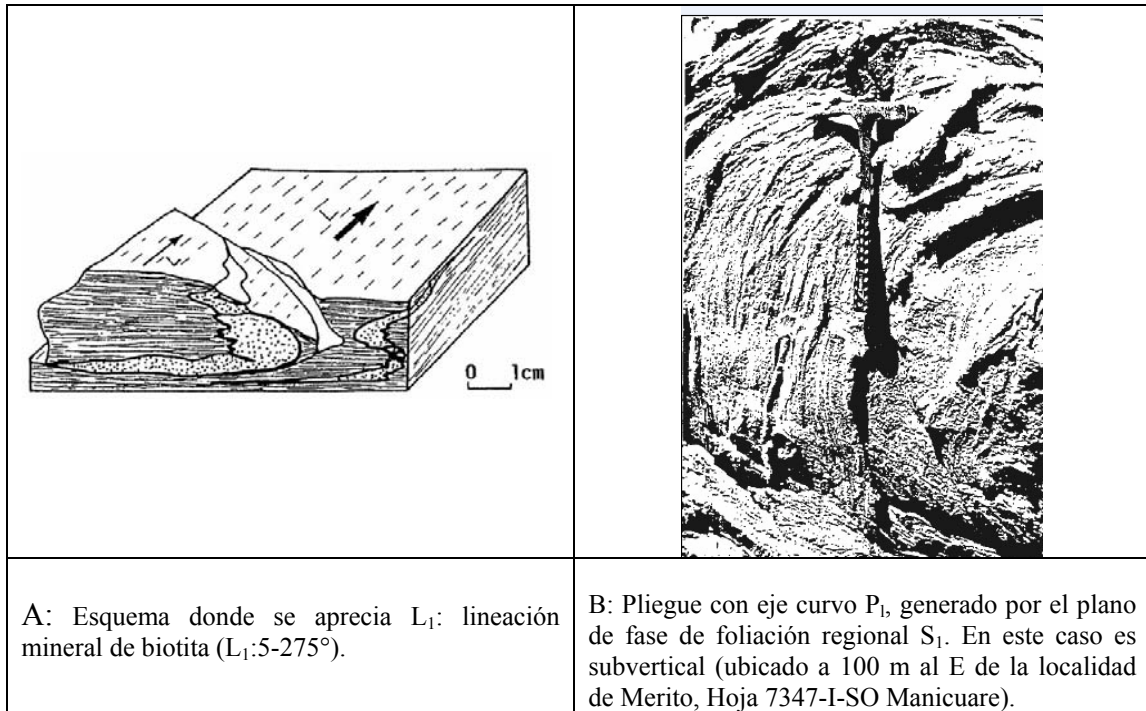 0 1cm
A: Esquema donde se aprecia L₁: lineación
mineral de biotita (L₁:5-275°).
B: Pliegue con eje curvo P₁, generado por el plano
de fase de foliación regional S₁. En este caso es
subvertical (ubicado a 100 m al E de la localidad
de Merito, Hoja 7347-I-SO Manicuare).